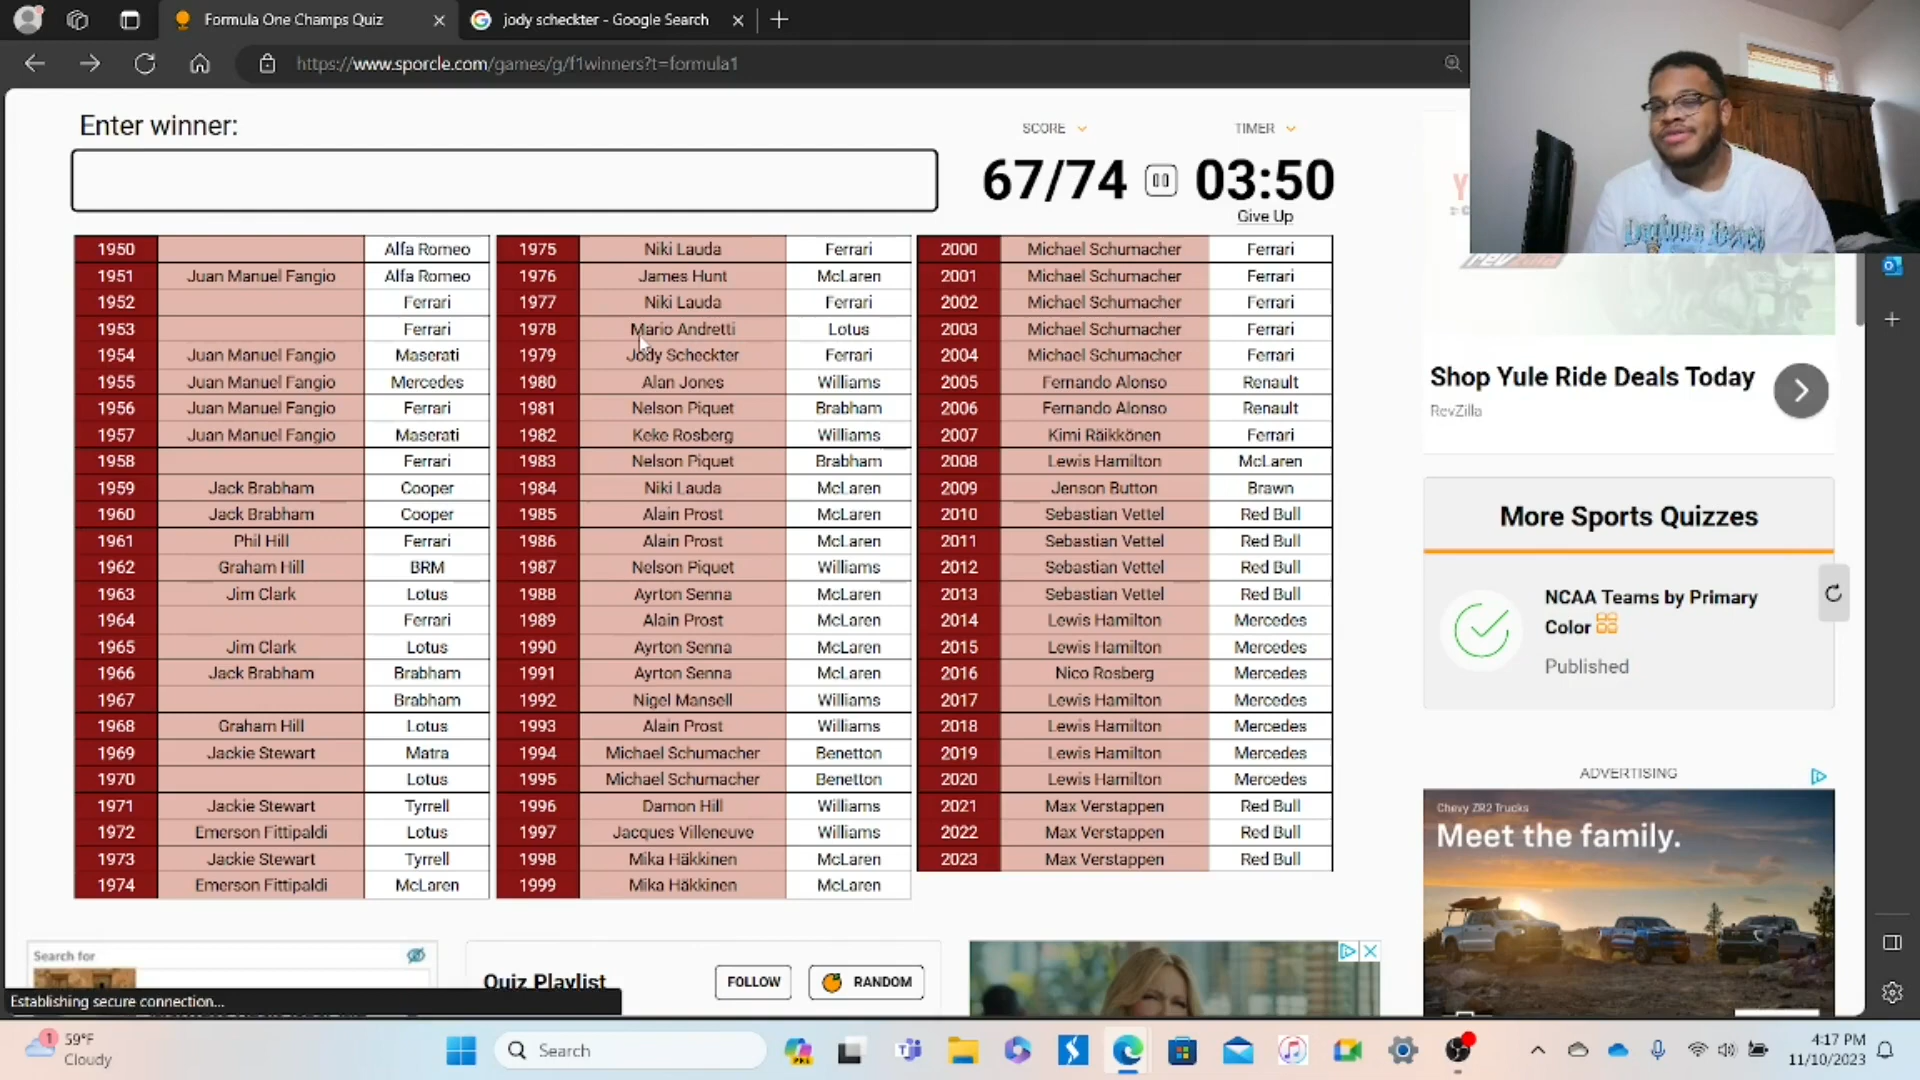 Formula One Champs Quiz
jody scheckter - Google Search
https://www.sporcle.com/games/g/f1winners?t=formula1
Enter winner:
SCORE
TIMER
67/74
03:50
Give Up
1950 Alfa Romeo
1951 Juan Manuel Fangio Alfa Romeo
1952 Ferrari
1953 Ferrari
1954 Juan Manuel Fangio Maserati
1955 Juan Manuel Fangio Mercedes
1956 Juan Manuel Fangio Ferrari
1957 Juan Manuel Fangio Maserati
1958 Ferrari
1959 Jack Brabham Cooper
1960 Jack Brabham Cooper
1961 Phil Hill Ferrari
1962 Graham Hill BRM
1963 Jim Clark Lotus
1964 Ferrari
1965 Jim Clark Lotus
1966 Jack Brabham Brabham
1967 Brabham
1968 Graham Hill Lotus
1969 Jackie Stewart Matra
1970 Lotus
1971 Jackie Stewart Tyrrell
1972 Emerson Fittipaldi Lotus
1973 Jackie Stewart Tyrrell
1974 Emerson Fittipaldi McLaren
1975 Niki Lauda Ferrari
1976 James Hunt McLaren
1977 Niki Lauda Ferrari
1978 Mario Andretti Lotus
1979 Jody Scheckter Ferrari
1980 Alan Jones Williams
1981 Nelson Piquet Brabham
1982 Keke Rosberg Williams
1983 Nelson Piquet Brabham
1984 Niki Lauda McLaren
1985 Alain Prost McLaren
1986 Alain Prost McLaren
1987 Nelson Piquet Williams
1988 Ayrton Senna McLaren
1989 Alain Prost McLaren
1990 Ayrton Senna McLaren
1991 Ayrton Senna McLaren
1992 Nigel Mansell Williams
1993 Alain Prost Williams
1994 Michael Schumacher Benetton
1995 Michael Schumacher Benetton
1996 Damon Hill Williams
1997 Jacques Villeneuve Williams
1998 Mika Häkkinen McLaren
1999 Mika Häkkinen McLaren
2000 Michael Schumacher Ferrari
2001 Michael Schumacher Ferrari
2002 Michael Schumacher Ferrari
2003 Michael Schumacher Ferrari
2004 Michael Schumacher Ferrari
2005 Fernando Alonso Renault
2006 Fernando Alonso Renault
2007 Kimi Räikkönen Ferrari
2008 Lewis Hamilton McLaren
2009 Jenson Button Brawn
2010 Sebastian Vettel Red Bull
2011 Sebastian Vettel Red Bull
2012 Sebastian Vettel Red Bull
2013 Sebastian Vettel Red Bull
2014 Lewis Hamilton Mercedes
2015 Lewis Hamilton Mercedes
2016 Nico Rosberg Mercedes
2017 Lewis Hamilton Mercedes
2018 Lewis Hamilton Mercedes
2019 Lewis Hamilton Mercedes
2020 Lewis Hamilton Mercedes
2021 Max Verstappen Red Bull
2022 Max Verstappen Red Bull
2023 Max Verstappen Red Bull
Daytona Beach
revZilla
Shop Yule Ride Deals Today
RevZilla
More Sports Quizzes
NCAA Teams by Primary
Color
Published
ADVERTISING
Chevy ZR2 Trucks
Meet the family.
Search for
Quiz Playlist
FOLLOW
RANDOM
Establishing secure connection...
1
59°F
Cloudy
Search
4:17 PM
11/10/2023